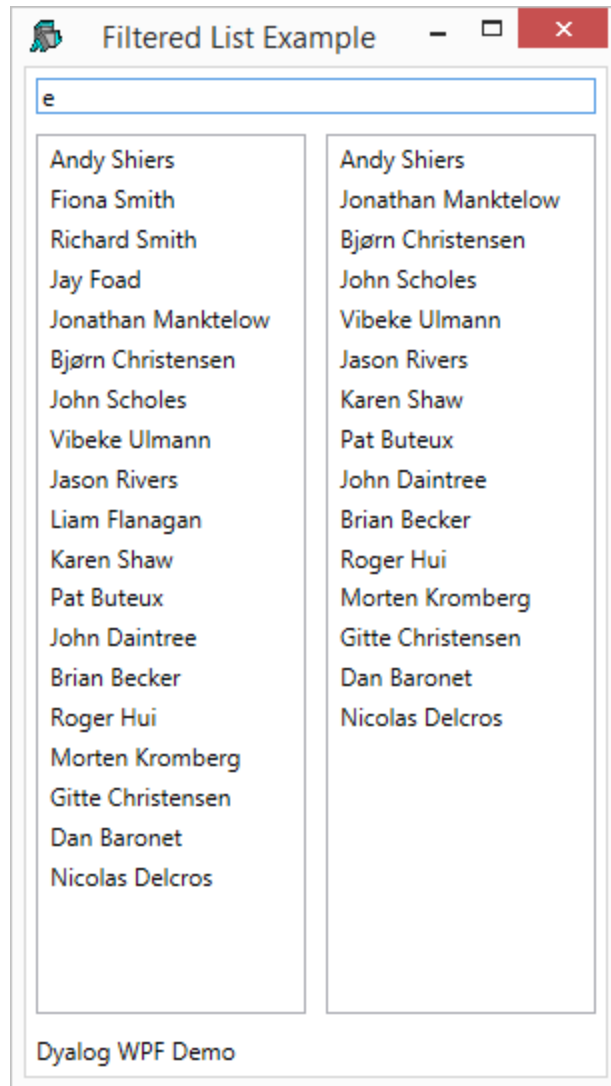 Filtered List Example
e
Andy Shiers
Fiona Smith
Richard Smith
Jay Foad
Jonathan Manktelow
Bjørn Christensen
John Scholes
Vibeke Ulmann
Jason Rivers
Liam Flanagan
Karen Shaw
Pat Buteux
John Daintree
Brian Becker
Roger Hui
Morten Kromberg
Gitte Christensen
Dan Baronet
Nicolas Delcros
Andy Shiers
Jonathan Manktelow
Bjørn Christensen
John Scholes
Vibeke Ulmann
Jason Rivers
Karen Shaw
Pat Buteux
John Daintree
Brian Becker
Roger Hui
Morten Kromberg
Gitte Christensen
Dan Baronet
Nicolas Delcros
Dyalog WPF Demo